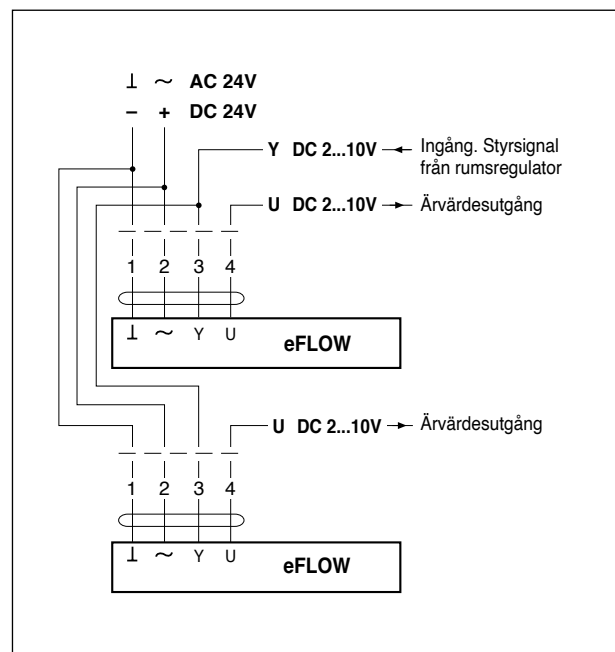 ⊥ ~ AC 24V
– + DC 24V
Y DC 2...10V Ingång. Styrsignal
från rumsregulator
U DC 2...10V Ärvärdesutgång
1 2 3 4
⊥ ~ Y U eFLOW
U DC 2...10V Ärvärdesutgång
1 2 3 4
⊥ ~ Y U eFLOW